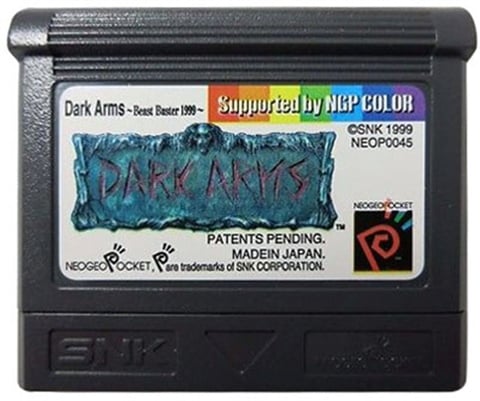 Dark Arms ~Beast Buster 1999~
Supported by NGP COLOR
©SNK 1999
NEOP0045
DARK ARMS
TM
NEOGEOPOCKET
PATENTS PENDING.
MADEIN JAPAN.
NEOGEOPOCKET, P are trademarks of SNK CORPORATION.
SNK